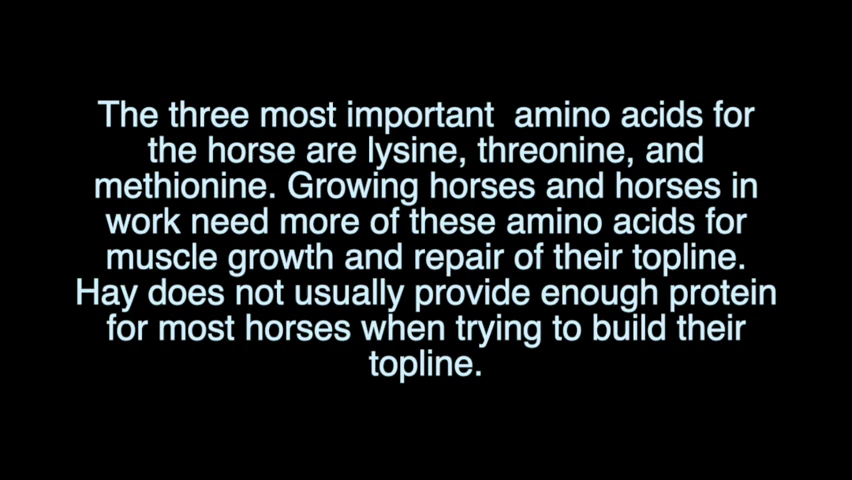 The three most important  amino acids for
the horse are lysine, threonine, and
methionine. Growing horses and horses in
work need more of these amino acids for
muscle growth and repair of their topline.
Hay does not usually provide enough protein
for most horses when trying to build their
topline.